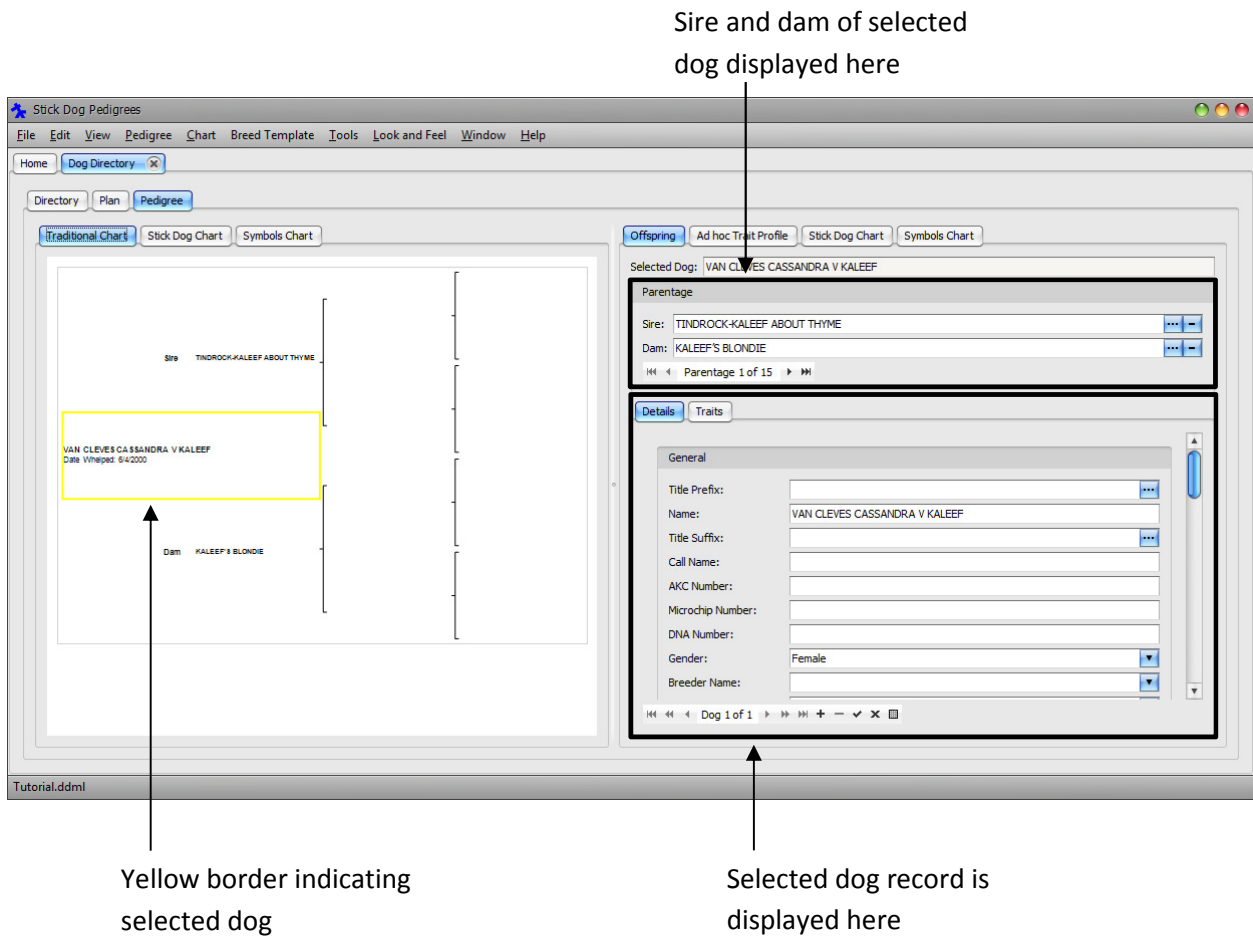 Sire and dam of selected
dog displayed here
Stick Dog Pedigrees
File Edit View Pedigree Chart Breed Template Tools Look and Feel Window Help
Home Dog Directory
Directory Plan Pedigree
Traditional Chart Stick Dog Chart Symbols Chart
Sire TINDROCK-KALEEF ABOUT THYME
VAN CLEVES CASSANDRA V KALEEF
Date Whelped: 6/4/2000
Dam KALEEF'S BLONDIE
Offspring Ad hoc Trait Profile Stick Dog Chart Symbols Chart
Selected Dog: VAN CLEVES CASSANDRA V KALEEF
Parentage
Sire: TINDROCK-KALEEF ABOUT THYME
Dam: KALEEF'S BLONDIE
Parentage 1 of 15
Details Traits
General
Title Prefix:
Name: VAN CLEVES CASSANDRA V KALEEF
Title Suffix:
Call Name:
AKC Number:
Microchip Number:
DNA Number:
Gender: Female
Breeder Name:
Dog 1 of 1
Tutorial.ddml
Yellow border indicating
selected dog
Selected dog record is
displayed here